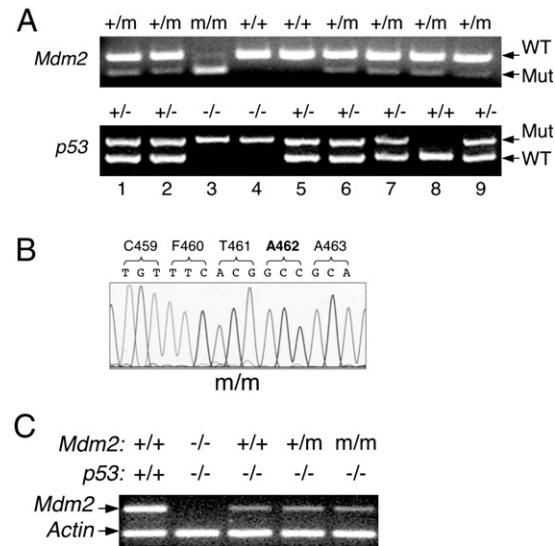 A
+/m +/m m/m +/+ +/+ +/m +/m +/m +/m
Mdm2
WT
Mut
+/- +/- -/- -/- +/- +/- +/- +/+ +/-
p53
Mut
WT
1 2 3 4 5 6 7 8 9
B
C459 F460 T461 A462 A463
T G T T T C A C G G C C G C A
m/m
C
Mdm2: +/+ -/- +/+ +/m m/m
p53: +/+ -/- -/- -/- -/-
Mdm2
Actin